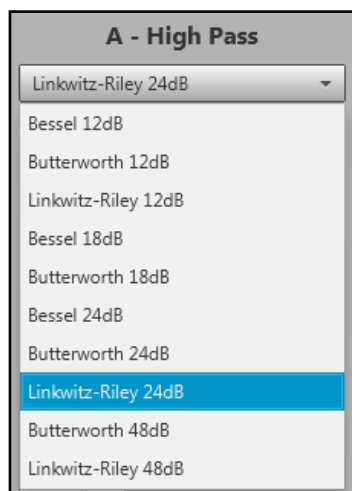 A - High Pass
Linkwitz-Riley 24dB
Bessel 12dB
Butterworth 12dB
Linkwitz-Riley 12dB
Bessel 18dB
Butterworth 18dB
Bessel 24dB
Butterworth 24dB
Linkwitz-Riley 24dB
Butterworth 48dB
Linkwitz-Riley 48dB